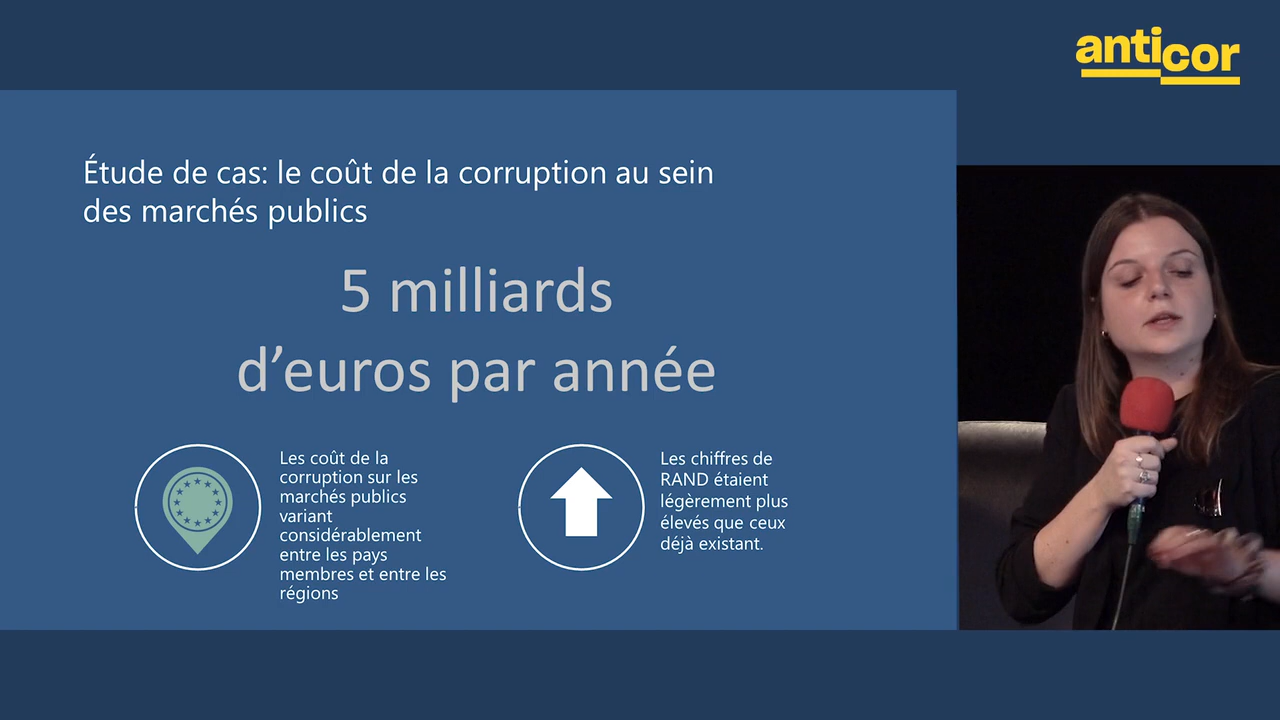 anticor
Étude de cas: le coût de la corruption au sein
des marchés publics
5 milliards
d’euros par année
Les coût de la
corruption sur les
marchés publics
variant
considérablement
entre les pays
membres et entre les
régions
Les chiffres de
RAND étaient
légèrement plus
élevés que ceux
déjà existant.